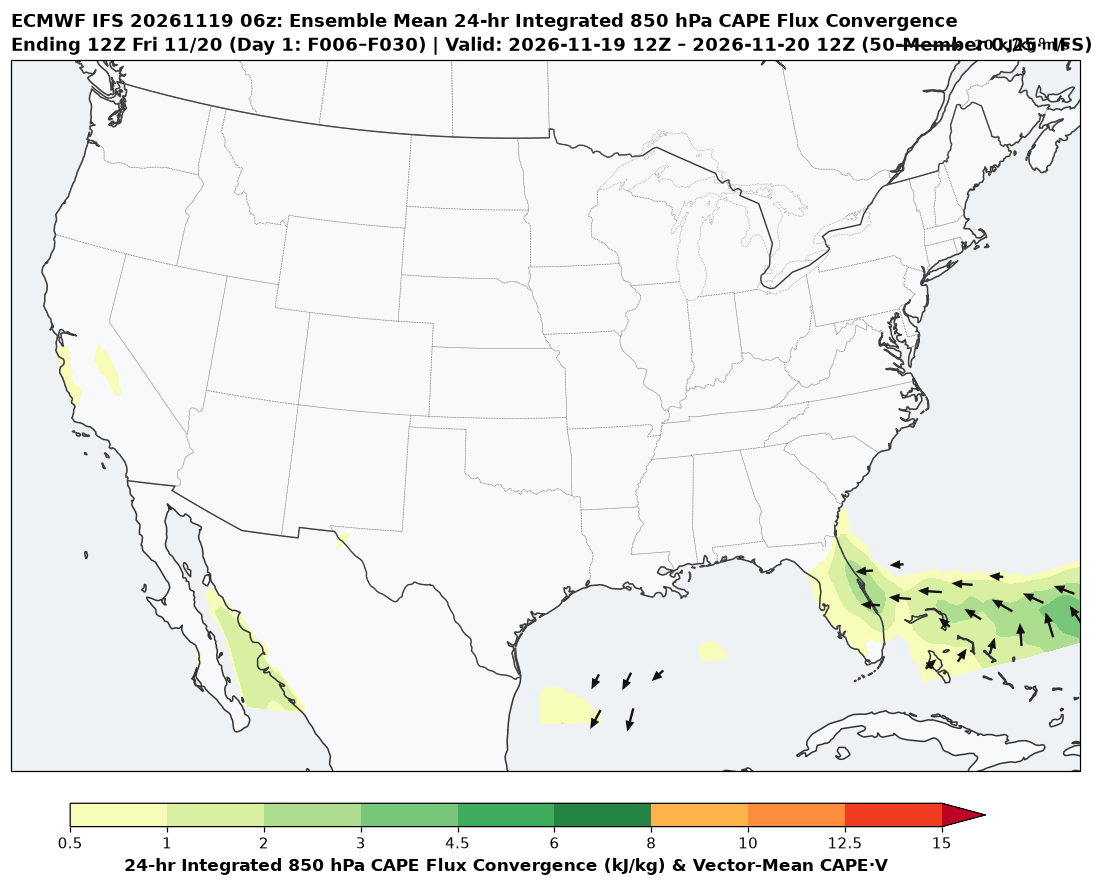 ECMWF IFS 20261119 06z: Ensemble Mean 24-hr Integrated 850 hPa CAPE Flux Convergence
Ending 12Z Fri 11/20 (Day 1: F006–F030) | Valid: 2026-11-19 12Z – 2026-11-20 12Z (50-Member 0.25° IFS)
0.5 1 2 3 4.5 6 8 10 12.5 15
24-hr Integrated 850 hPa CAPE Flux Convergence (kJ/kg) & Vector-Mean CAPE·V